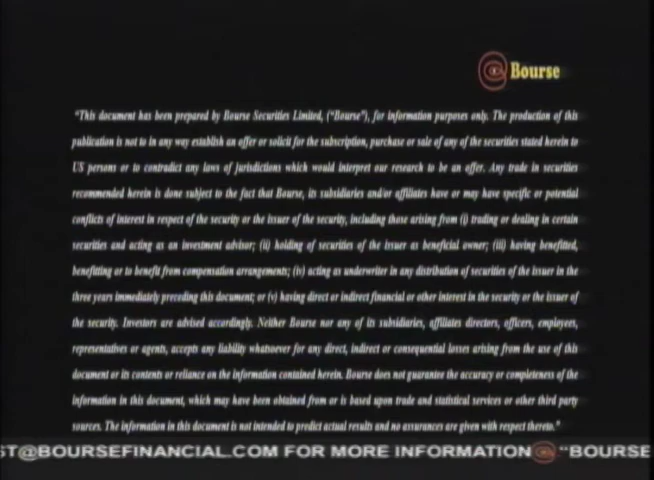 @Bourse
"This document has been prepared by Bourse Securities Limited, ("Bourse"), for information purposes only. The production of this
publication is not to in any way establish an offer or solicit for the subscription, purchase or sale of any of the securities stated herein to
US persons or to contradict any laws of jurisdictions which would interpret our research to be an offer. Any trade in securities
recommended herein is done subject to the fact that Bourse, its subsidiaries and/or affiliates have or may have specific or potential
conflicts of interest in respect of the security or the issuer of the security, including those arising from (i) trading or dealing in certain
securities and acting as an investment advisor; (ii) holding of securities of the issuer as beneficial owner; (iii) having benefitted,
benefitting or to benefit from compensation arrangements; (iv) acting as underwriter in any distribution of securities of the issuer in the
three years immediately preceding this document; or (v) having direct or indirect financial or other interest in the security or the issuer of
the security. Investors are advised accordingly. Neither Bourse nor any of its subsidiaries, affiliates directors, officers, employees,
representatives or agents, accepts any liability whatsoever for any direct, indirect or consequential losses arising from the use of this
document or its contents or reliance on the information contained herein. Bourse does not guarantee the accuracy or completeness of the
information in this document, which may have been obtained from or is based upon trade and statistical services or other third party
sources. The information in this document is not intended to predict actual results and no assurances are given with respect thereto."
ST@BOURSEFINANCIAL.COM FOR MORE INFORMATION @ "BOURSE